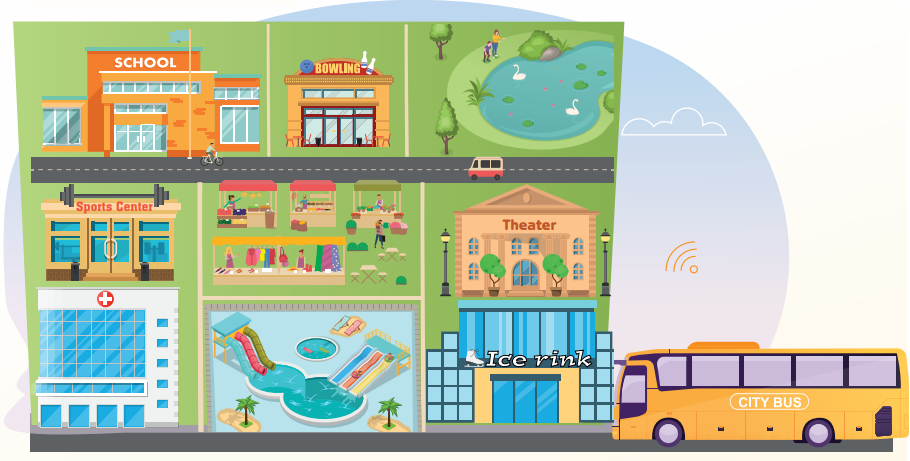 SCHOOL
BOWLING
Sports Center
Theater
Ice rink
CITY BUS